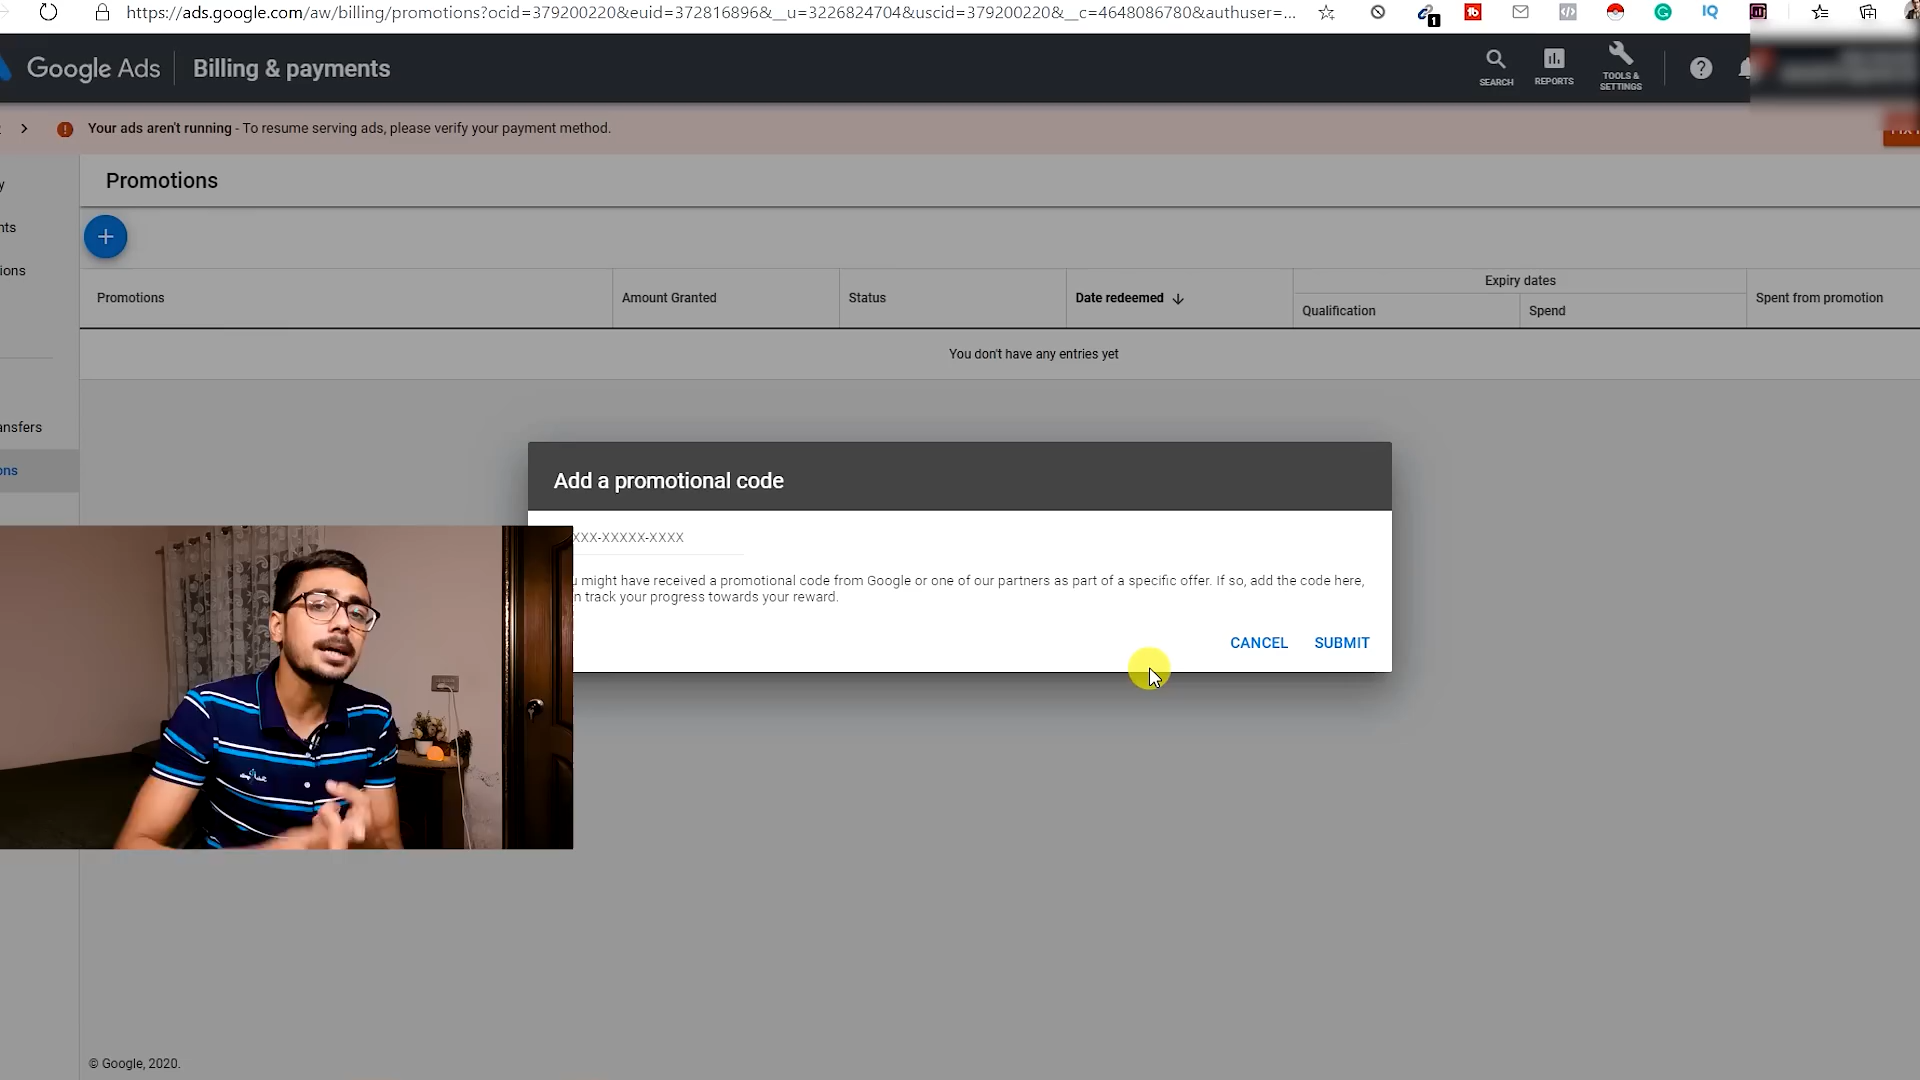 https://ads.google.com/aw/billing/promotions?ocid=379200220&euid=372816896&__u=3226824704&uscid=379200220&__c=4648086780&authuser=...
1
IQ
Google Ads
Billing & payments
SEARCH
REPORTS
TOOLS &
SETTINGS
Your ads aren't running - To resume serving ads, please verify your payment method.
Promotions
Promotions
Amount Granted
Status
Date redeemed
Expiry dates
Qualification
Spend
Spent from promotion
You don't have any entries yet
nts
ions
ansfers
ons
Add a promotional code
XXX-XXXXX-XXXX
u might have received a promotional code from Google or one of our partners as part of a specific offer. If so, add the code here,
n track your progress towards your reward.
CANCEL
SUBMIT
© Google, 2020.